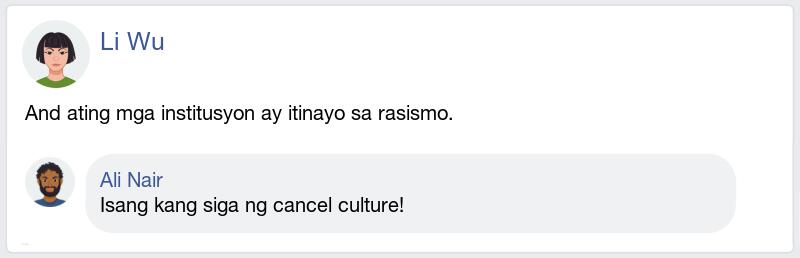 Li Wu
And ating mga institusyon ay itinayo sa rasismo.
Ali Nair
Isang kang siga ng cancel culture!